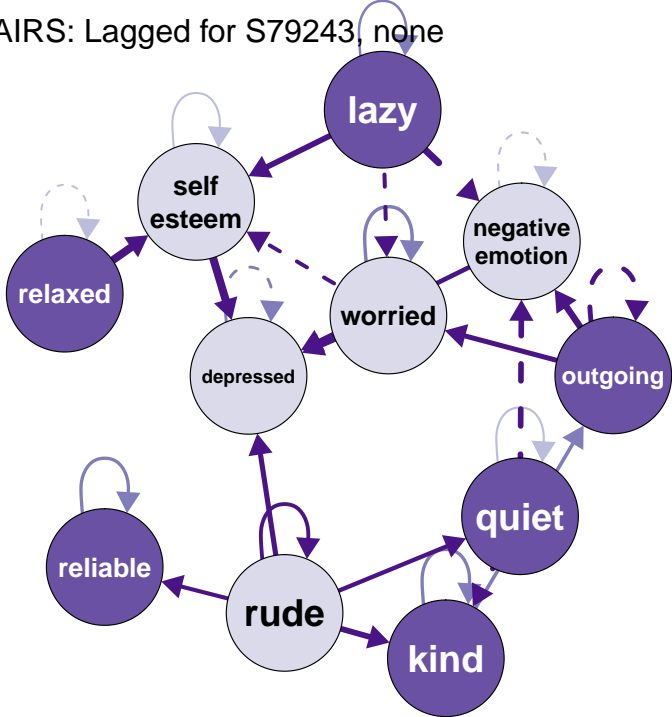 AIRS: Lagged for S79243, none
lazy
self
esteem
negative
emotion
relaxed
worried
depressed
outgoing
quiet
reliable
rude
kind